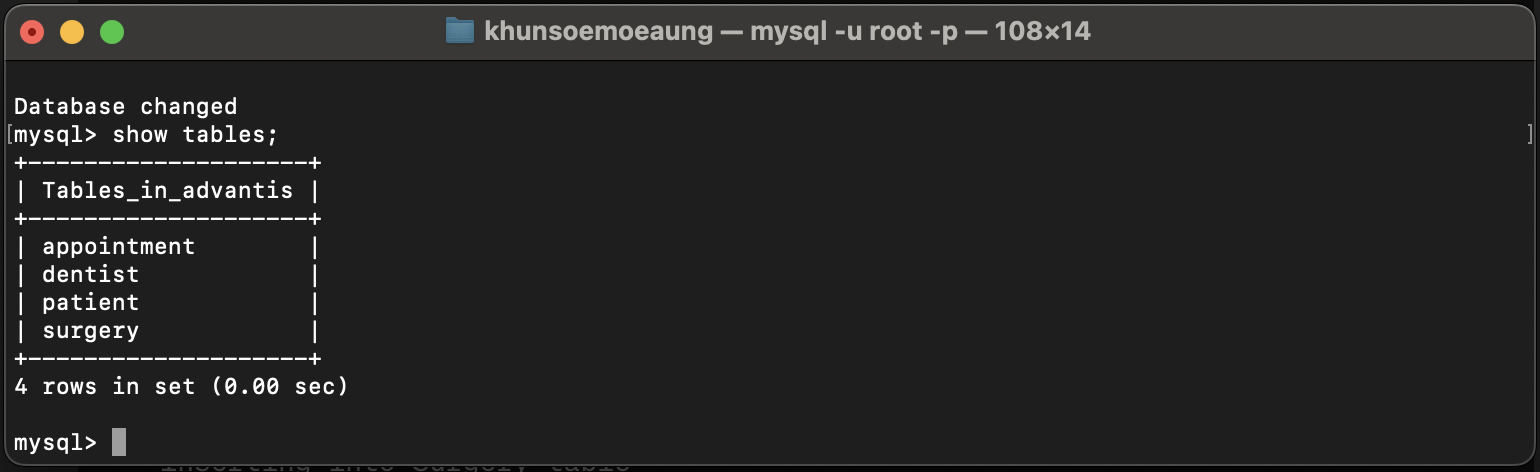 khunsoemoeaung — mysql -u root -p — 108×14
Database changed
[mysql> show tables; ]
+--------------------+
| Tables_in_advantis |
+--------------------+
| appointment        |
| dentist            |
| patient            |
| surgery            |
+--------------------+
4 rows in set (0.00 sec)
mysql>